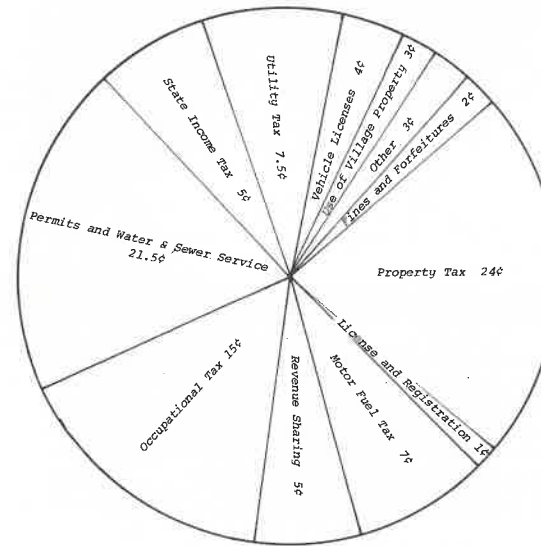 Utility Tax 7.5¢
Vehicle Licenses 4¢
Use of Village Property 3¢
Other 3¢
Fines and Forfeitures 2¢
Property Tax 24¢
License and Registration 1¢
Motor Fuel Tax 7¢
Revenue Sharing 5¢
Occupational Tax 15¢
Permits and Water & Sewer Service
21.5¢
State Income Tax 5¢